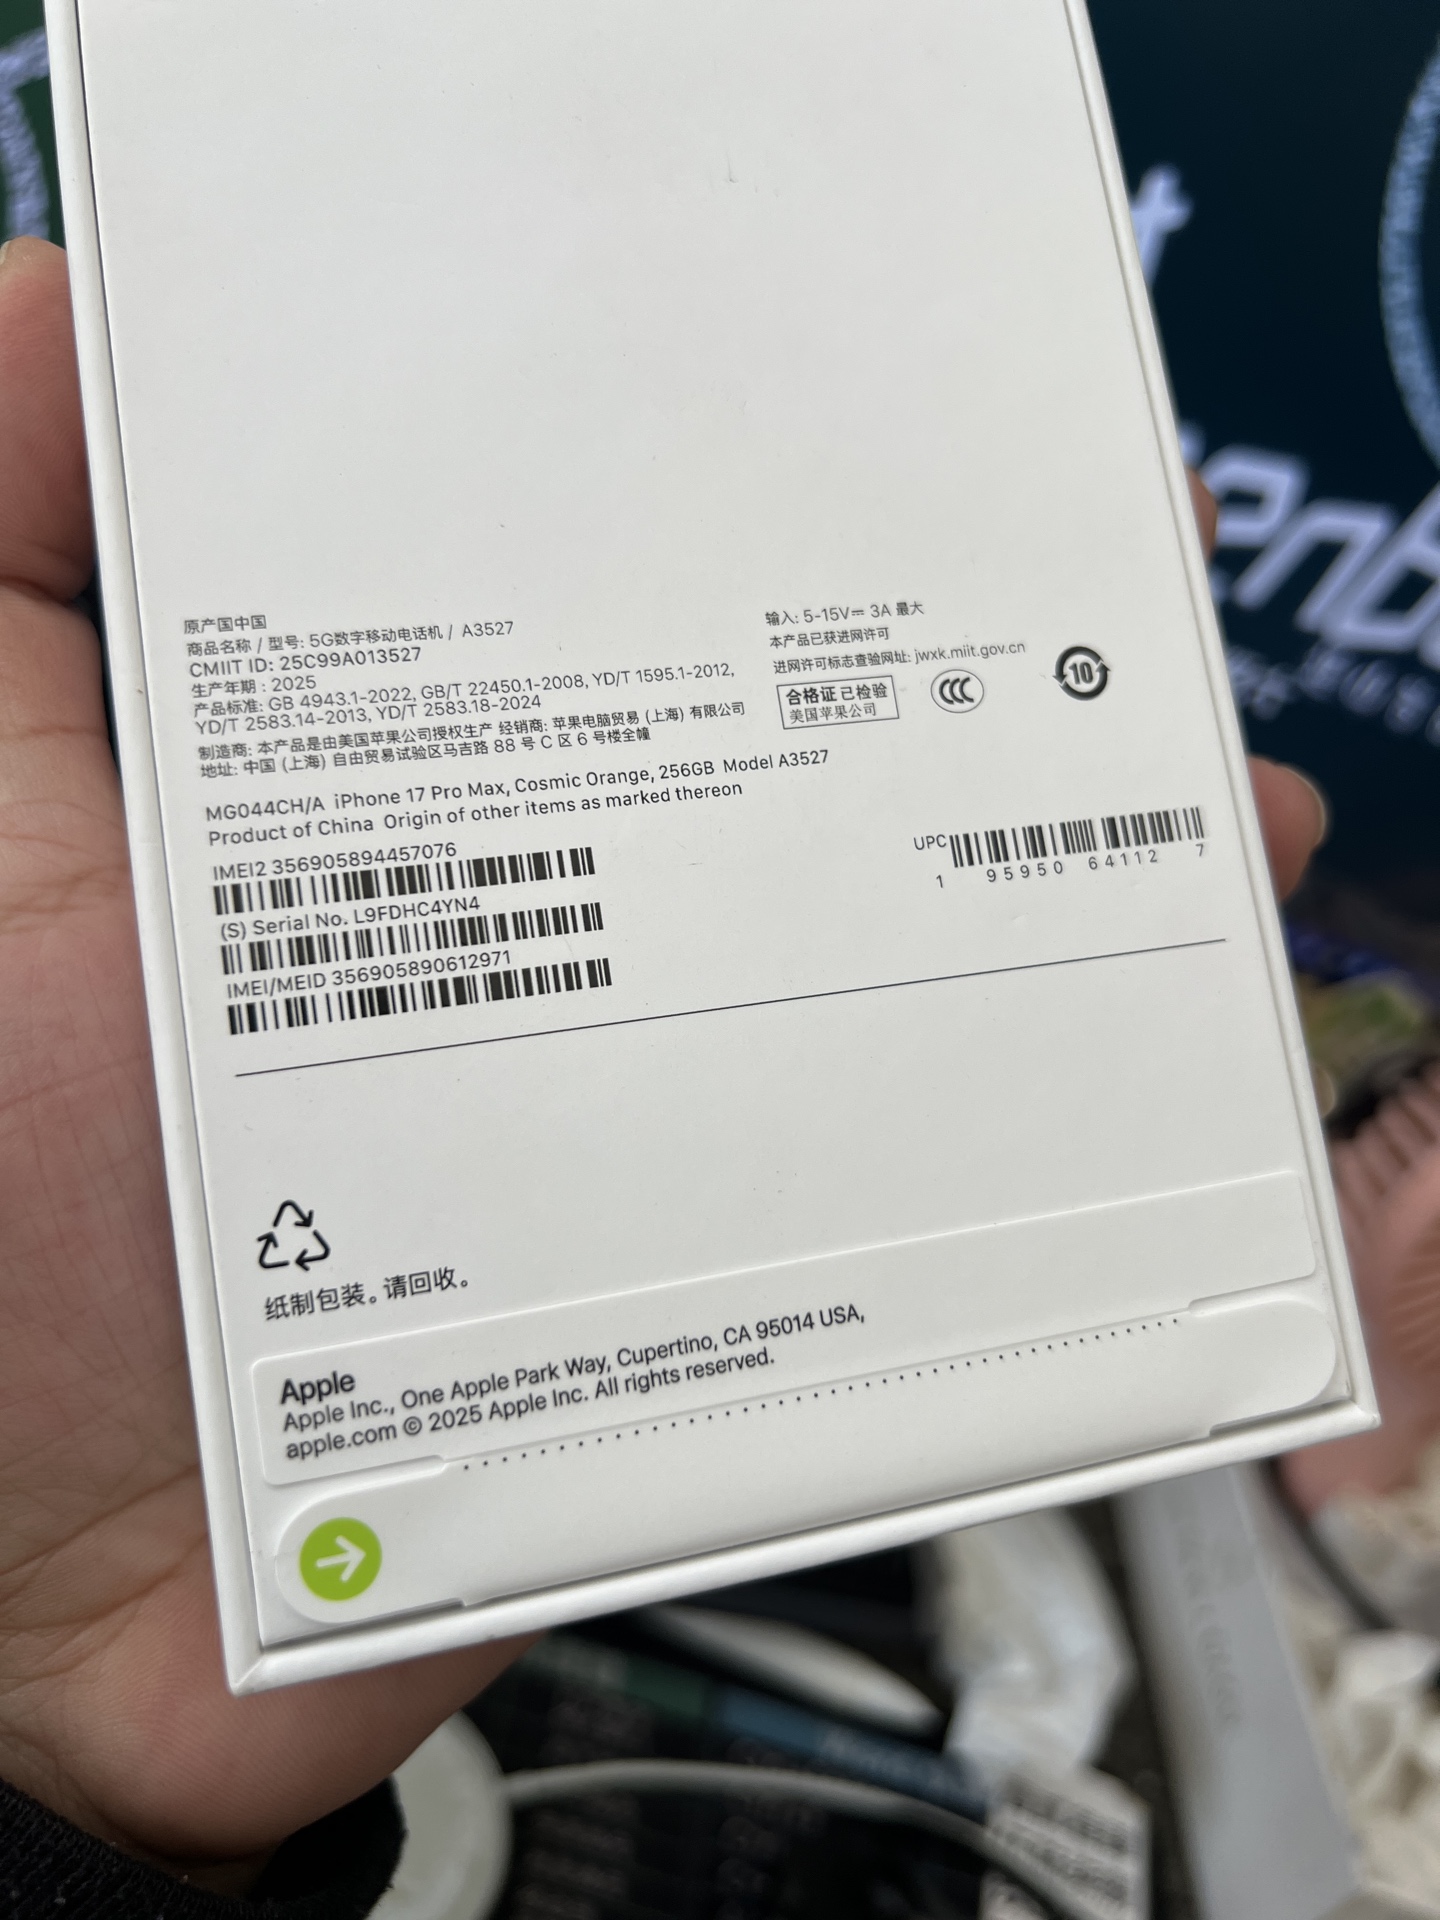 原产国中国
商品名称 / 型号: 5G数字移动电话机 / A3527
CMIIT ID: 25C99A013527
生产年期 : 2025
产品标准: GB 4943.1-2022, GB/T 22450.1-2008, YD/T 1595.1-2012,
YD/T 2583.14-2013, YD/T 2583.18-2024
制造商: 本产品是由美国苹果公司授权生产 经销商: 苹果电脑贸易 (上海) 有限公司
地址: 中国 (上海) 自由贸易试验区马吉路 88 号 C 区 6 号楼全幢
输入: 5-15V⎓ 3A 最大
本产品已获进网许可
进网许可标志查验网址: jwxk.miit.gov.cn
合格证 已检验
美国苹果公司
CCC
10
MG044CH/A iPhone 17 Pro Max, Cosmic Orange, 256GB Model A3527
Product of China Origin of other items as marked thereon
IMEI2 356905894457076
(S) Serial No. L9FDHC4YN4
IMEI/MEID 356905890612971
UPC
1 95950 64112 7
纸制包装。请回收。
Apple
Apple Inc., One Apple Park Way, Cupertino, CA 95014 USA,
apple.com © 2025 Apple Inc. All rights reserved.